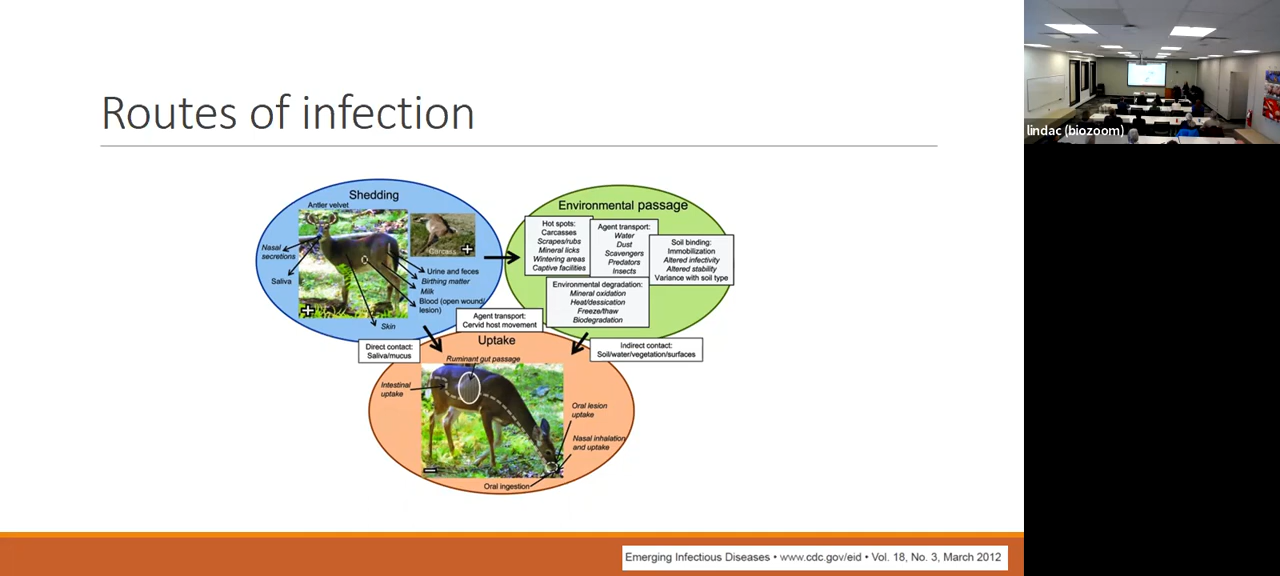 Routes of infection
Shedding
Antler velvet
Nasal
secretions
Saliva
Carcass
Urine and feces
Birthing matter
Milk
Blood (open wound/
lesion)
Skin
Environmental passage
Hot spots:
Carcasses
Scrapes/rubs
Mineral licks
Wintering areas
Captive facilities
Agent transport:
Water
Dust
Scavengers
Predators
Insects
Soil binding:
Immobilization
Altered infectivity
Altered stability
Variance with soil type
Environmental degradation:
Mineral oxidation
Heat/dessication
Freeze/thaw
Biodegradation
Agent transport:
Cervid host movement
Direct contact:
Saliva/mucus
Indirect contact:
Soil/water/vegetation/surfaces
Uptake
Ruminant gut passage
Intestinal
uptake
Oral lesion
uptake
Nasal inhalation
and uptake
Oral ingestion
Emerging Infectious Diseases • www.cdc.gov/eid • Vol. 18, No. 3, March 2012
lindac (biozoom)